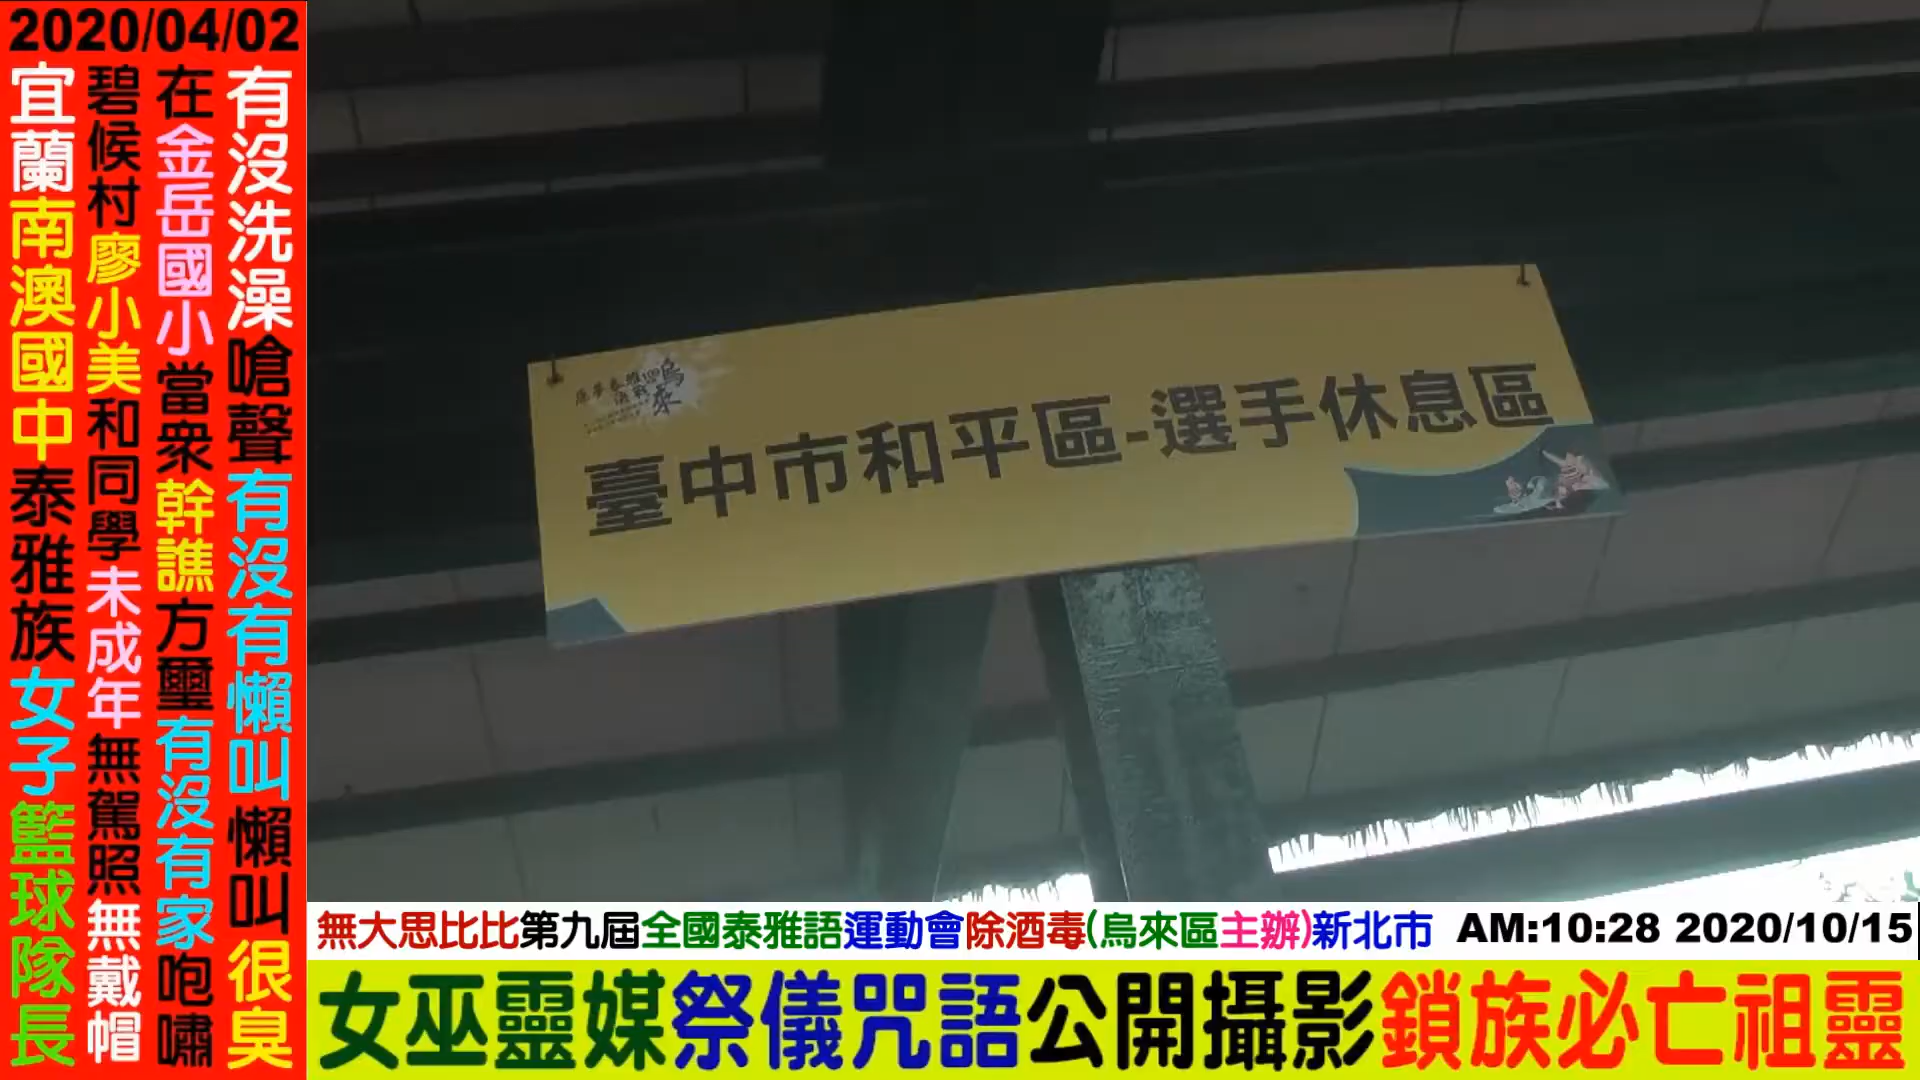 2020/04/02
宜蘭南澳國中泰雅族女子籃球隊長
碧候村廖小美和同學未成年無駕照無戴帽
在金岳國小當衆幹譙方璽有沒有家咆嘯
有沒洗澡嗆聲有沒有懶叫懶叫很臭
烏來
臺中市和平區-選手休息區
無大思比比第九屆全國泰雅語運動會除酒毒(烏來區主辦)新北市 AM:10:28 2020/10/15
女巫靈媒祭儀咒語公開攝影鎖族必亡祖靈